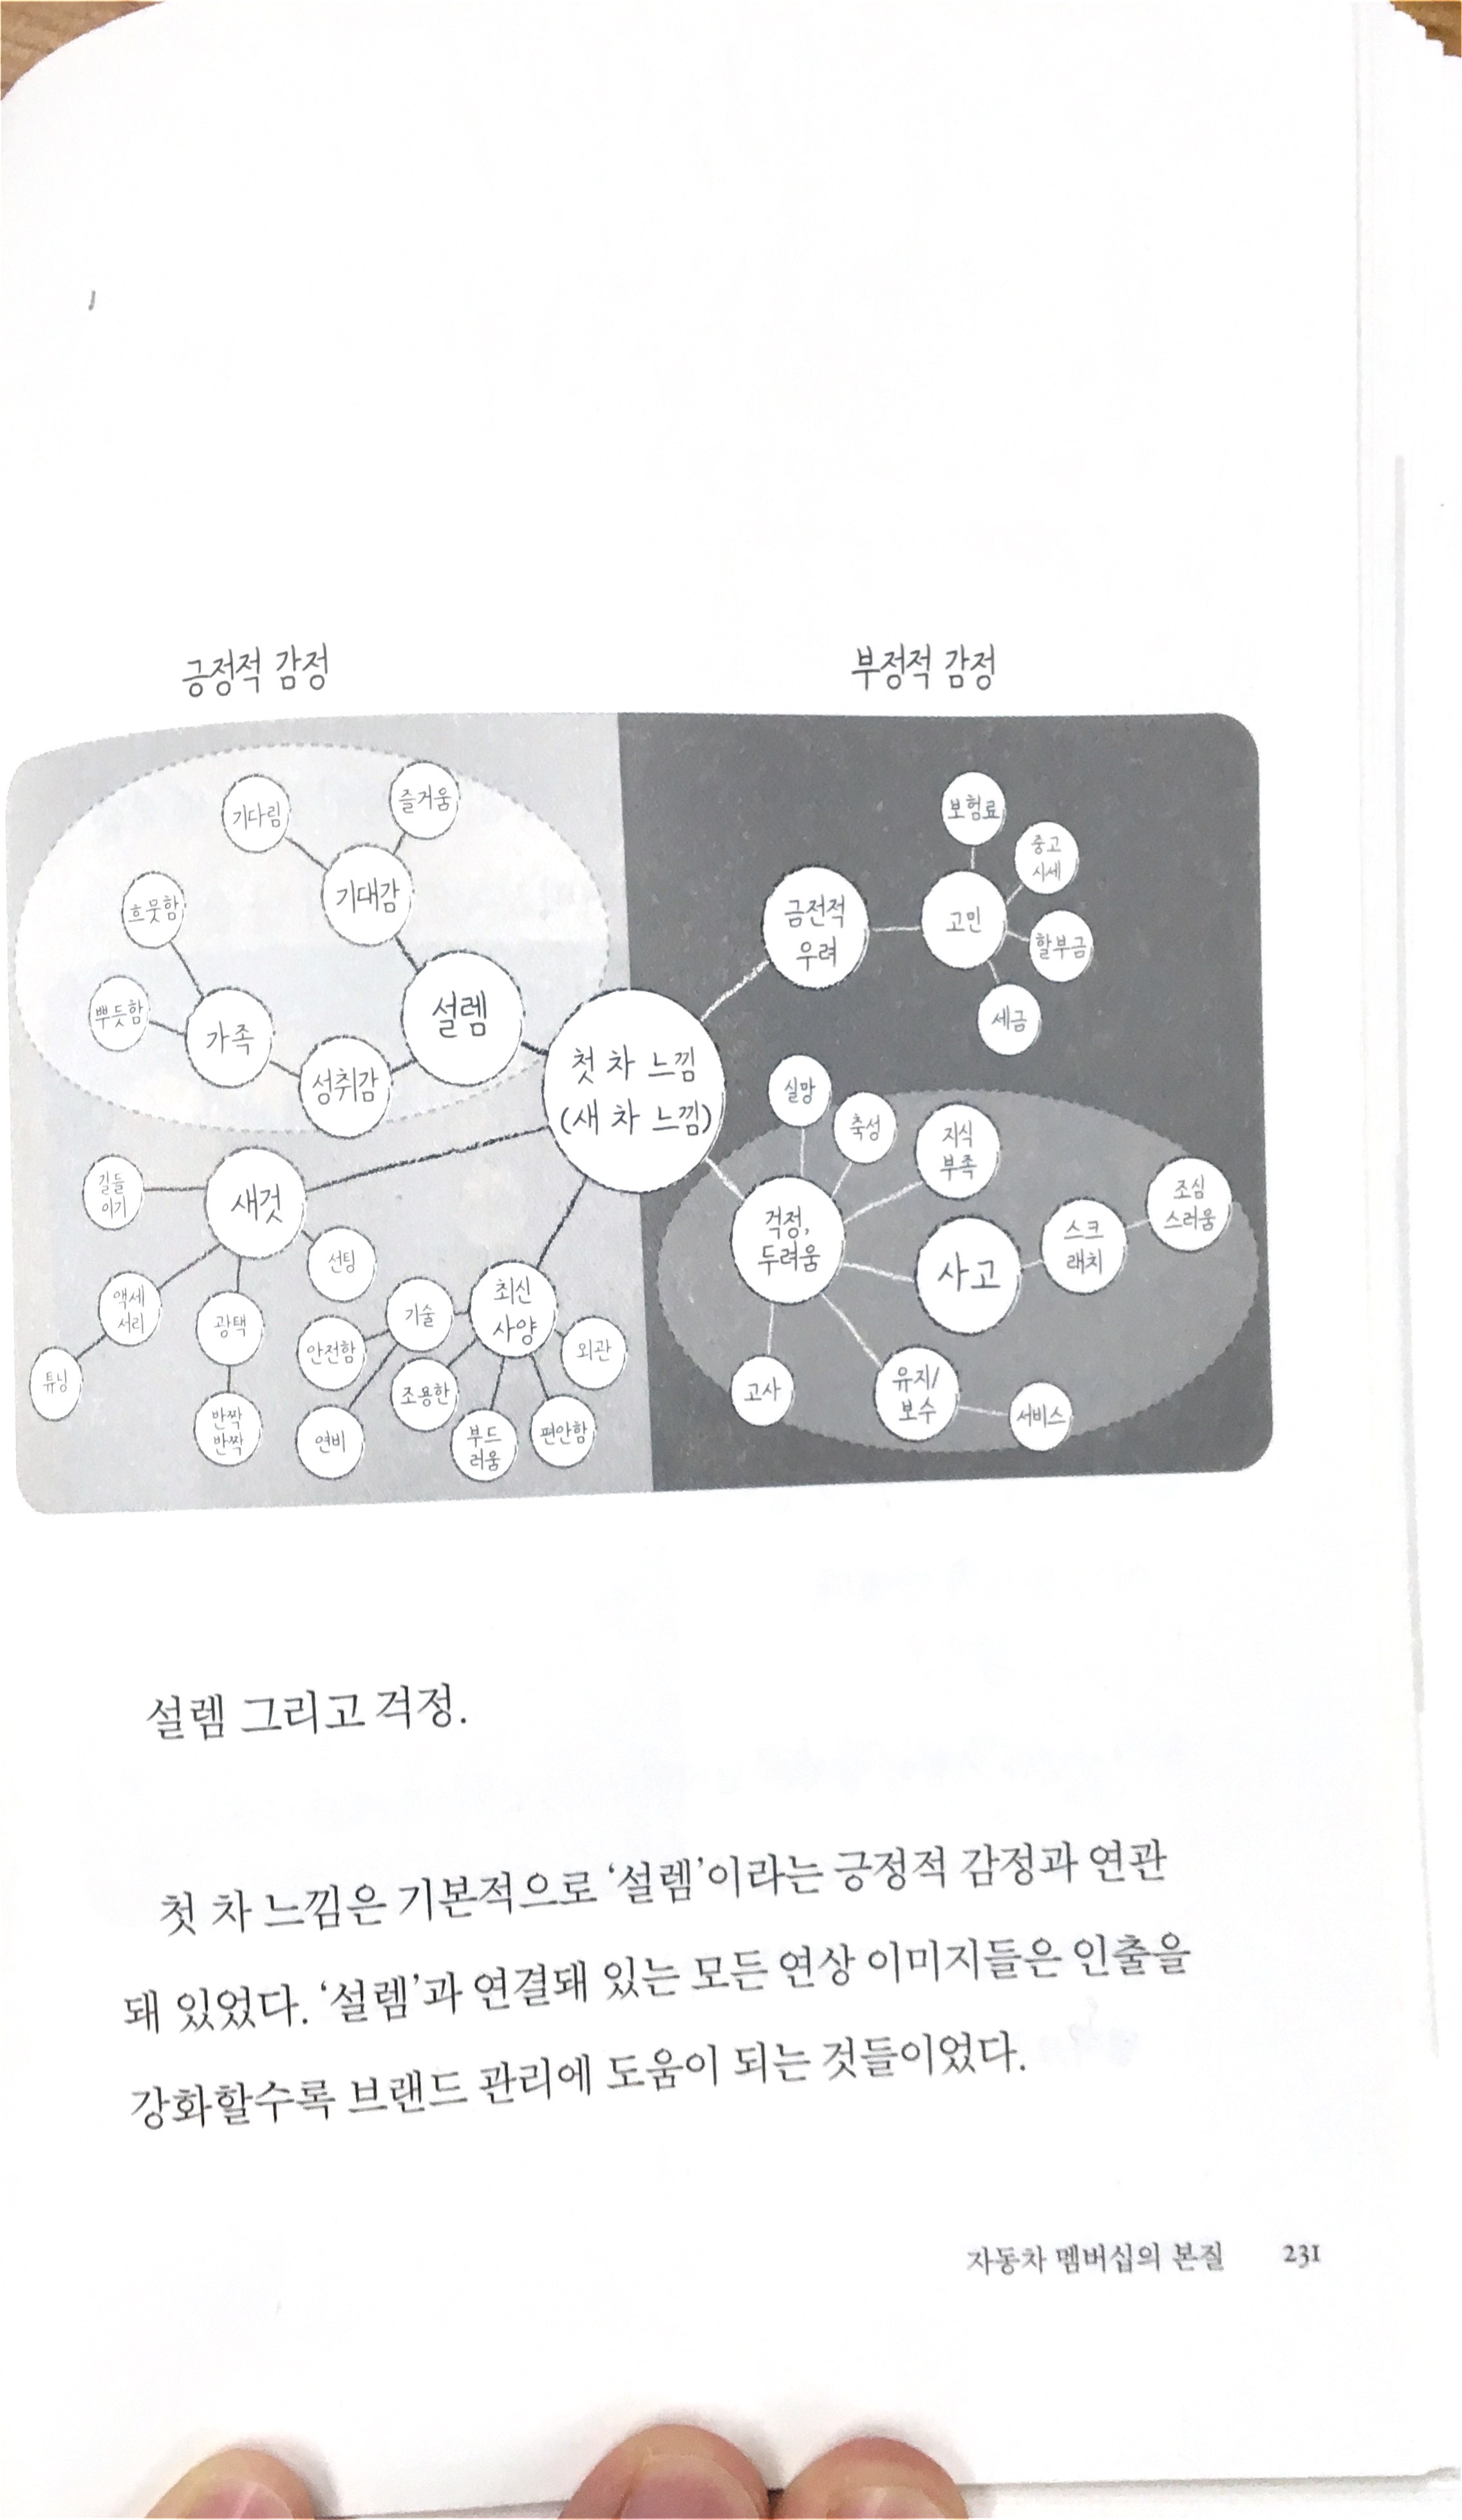 긍정적 감정
부정적 감정
기다림
즐거움
기대감
흐뭇함
뿌듯함
가족
성취감
설렘
첫 차 느낌
(새 차 느낌)
금전적
우려
고민
보험료
중고
시세
할부금
세금
새것
길들
이기
선팅
액세
서리
튜닝
광택
반짝
반짝
최신
사양
기술
안전함
연비
조용한
부드
러움
편안함
외관
걱정,
두려움
실망
축성
지식
부족
사고
스크
래치
조심
스러움
고사
유지/
보수
서비스
설렘 그리고 걱정.
첫 차 느낌은 기본적으로 ‘설렘’이라는 긍정적 감정과 연관
돼 있었다. ‘설렘’과 연결돼 있는 모든 연상 이미지들은 인출을
강화할수록 브랜드 관리에 도움이 되는 것들이었다.
자동차 멤버십의 본질 231